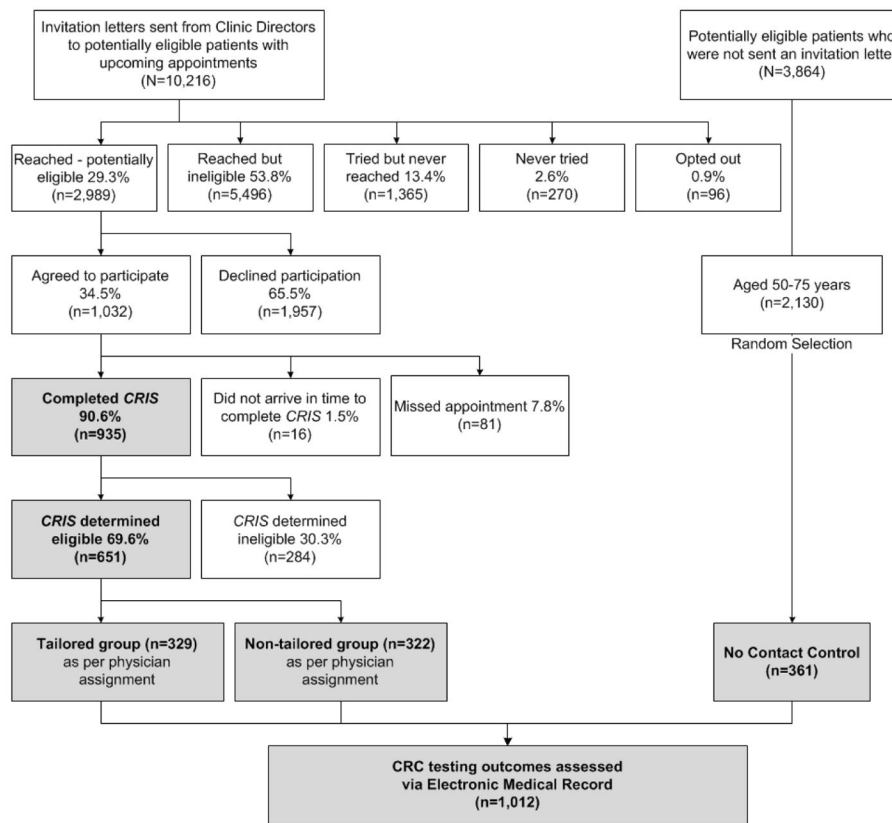 Invitation letters sent from Clinic Directors
to potentially eligible patients with
upcoming appointments
(N=10,216)
Potentially eligible patients who
were not sent an invitation letter
(N=3,864)
Reached - potentially
eligible 29.3%
(n=2,989)
Reached but
ineligible 53.8%
(n=5,496)
Tried but never
reached 13.4%
(n=1,365)
Never tried
2.6%
(n=270)
Opted out
0.9%
(n=96)
Agreed to participate
34.5%
(n=1,032)
Declined participation
65.5%
(n=1,957)
Aged 50-75 years
(n=2,130)
Random Selection
Completed CRIS
90.6%
(n=935)
Did not arrive in time to
complete CRIS 1.5%
(n=16)
Missed appointment 7.8%
(n=81)
CRIS determined
eligible 69.6%
(n=651)
CRIS determined
ineligible 30.3%
(n=284)
Tailored group (n=329)
as per physician
assignment
Non-tailored group (n=322)
as per physician
assignment
No Contact Control
(n=361)
CRC testing outcomes assessed
via Electronic Medical Record
(n=1,012)